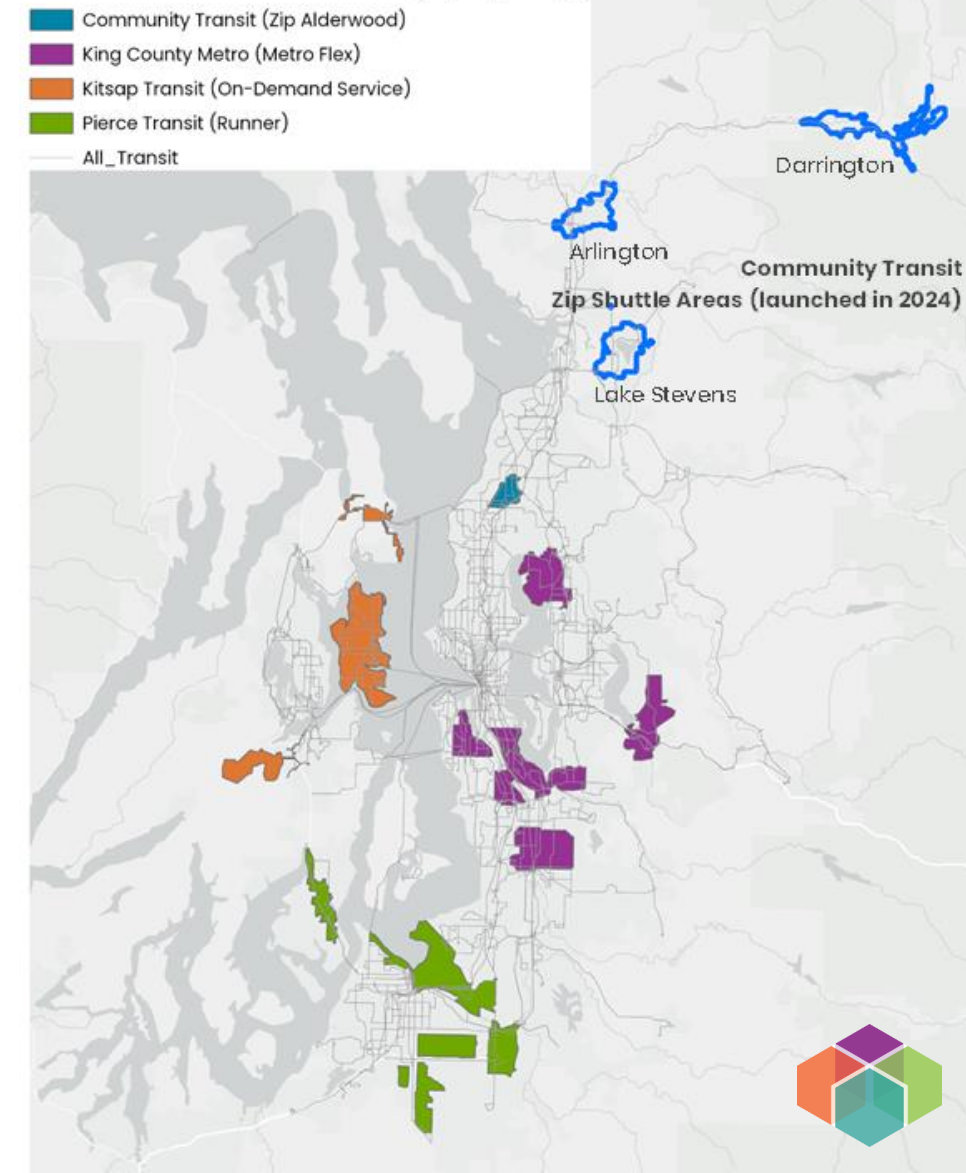 Community Transit (Zip Alderwood)
King County Metro (Metro Flex)
Kitsap Transit (On-Demand Service)
Pierce Transit (Runner)
All_Transit
Darrington
Arlington
Community Transit
Zip Shuttle Areas (launched in 2024)
Lake Stevens